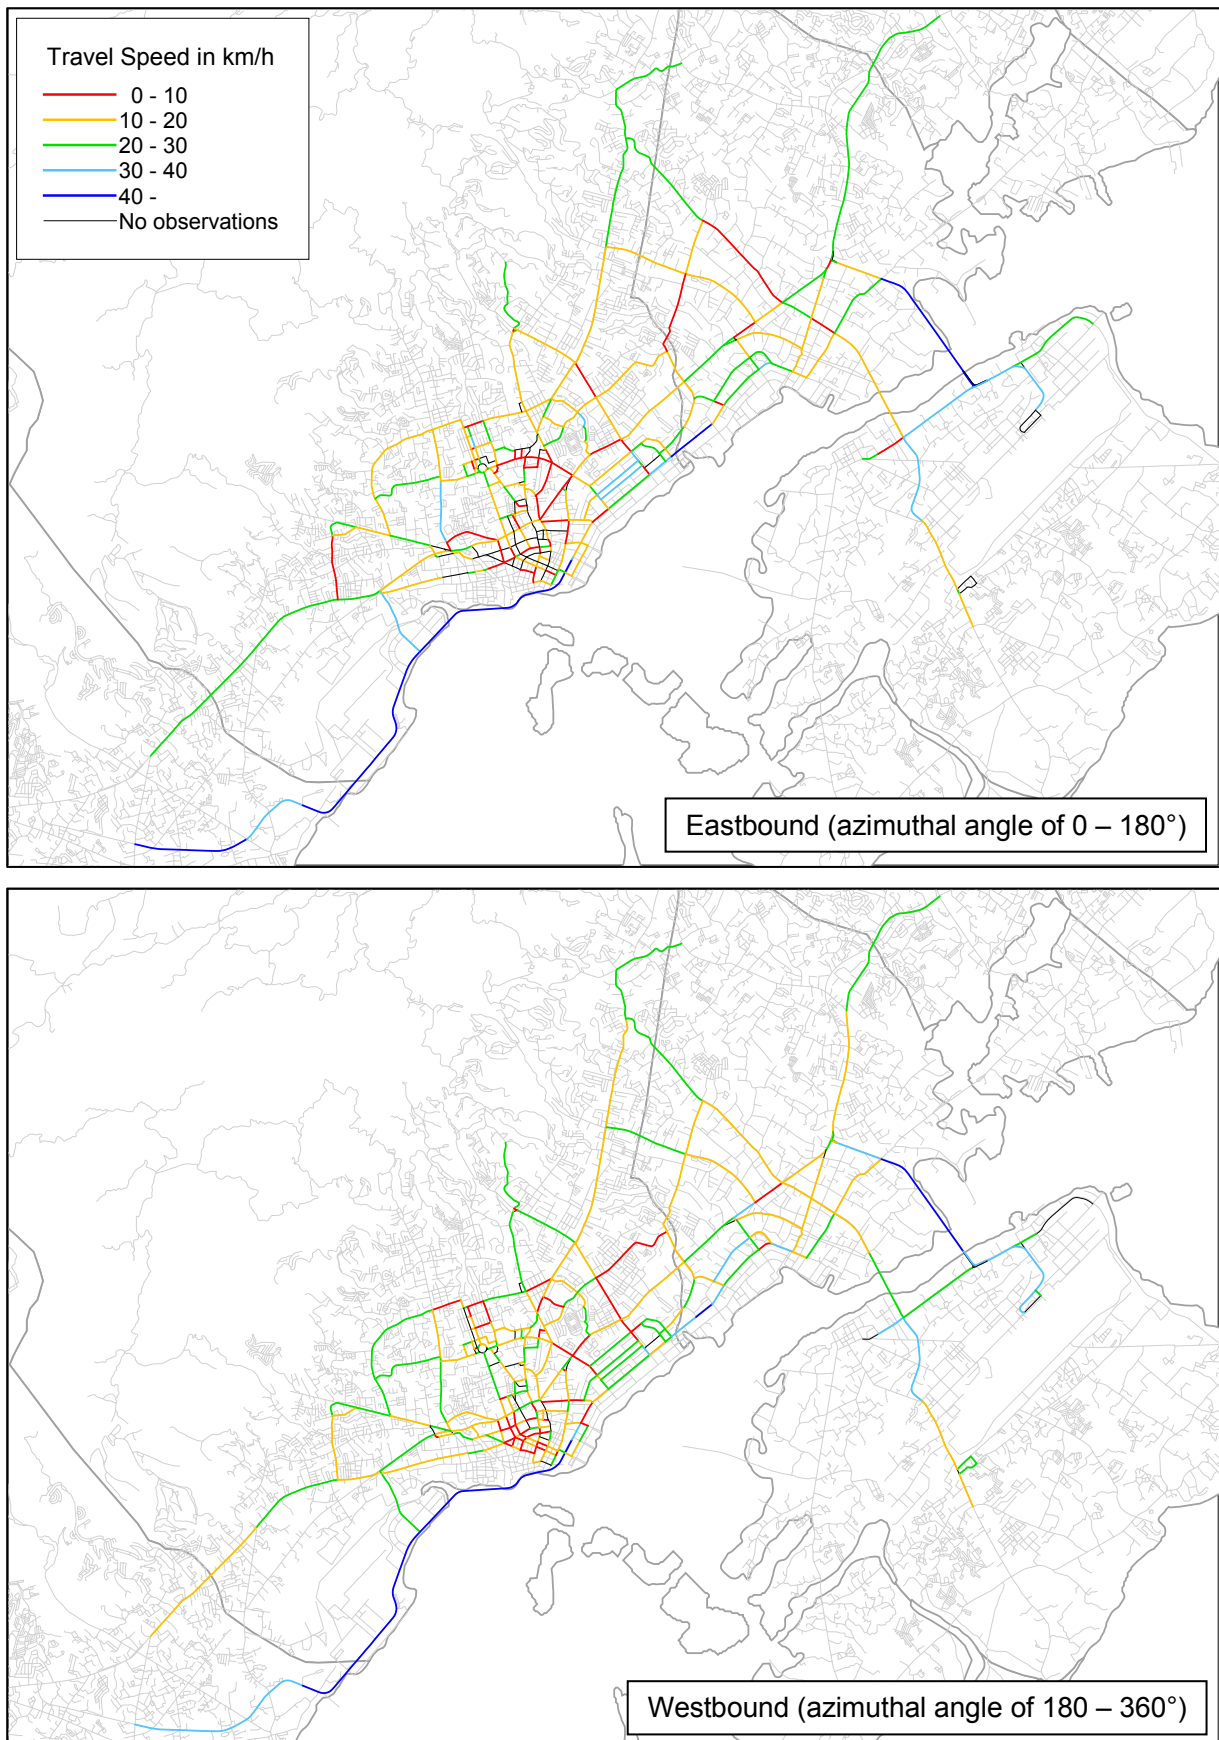 Travel Speed in km/h
0 - 10
10 - 20
20 - 30
30 - 40
40 -
No observations
Eastbound (azimuthal angle of 0 – 180°)
Westbound (azimuthal angle of 180 – 360°)